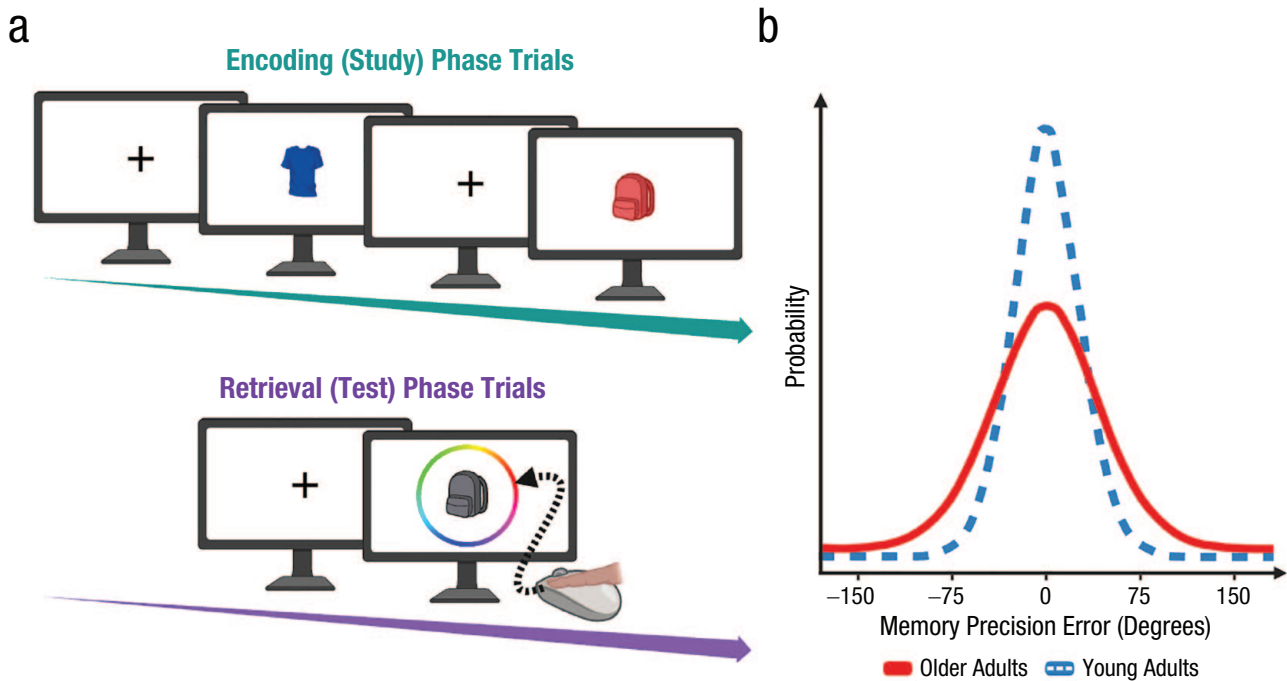 a
Encoding (Study) Phase Trials
Retrieval (Test) Phase Trials
b
Probability
−150 −75 0 75 150
Memory Precision Error (Degrees)
Older Adults Young Adults